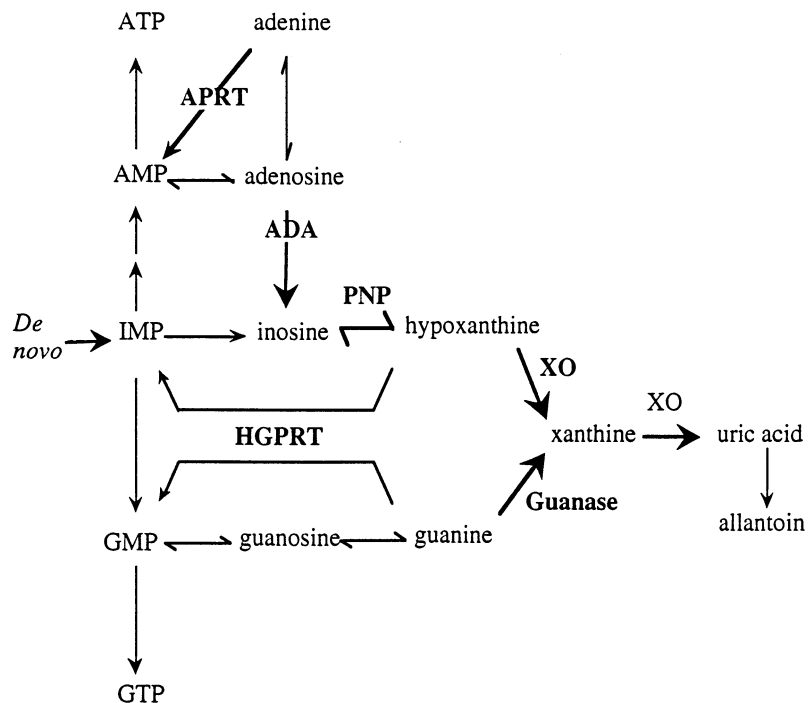 ATP adenine
APRT
AMP adenosine
ADA
PNP
De
novo
IMP inosine hypoxanthine
XO
XO
xanthine uric acid
HGPRT
Guanase
allantoin
GMP guanosine guanine
GTP